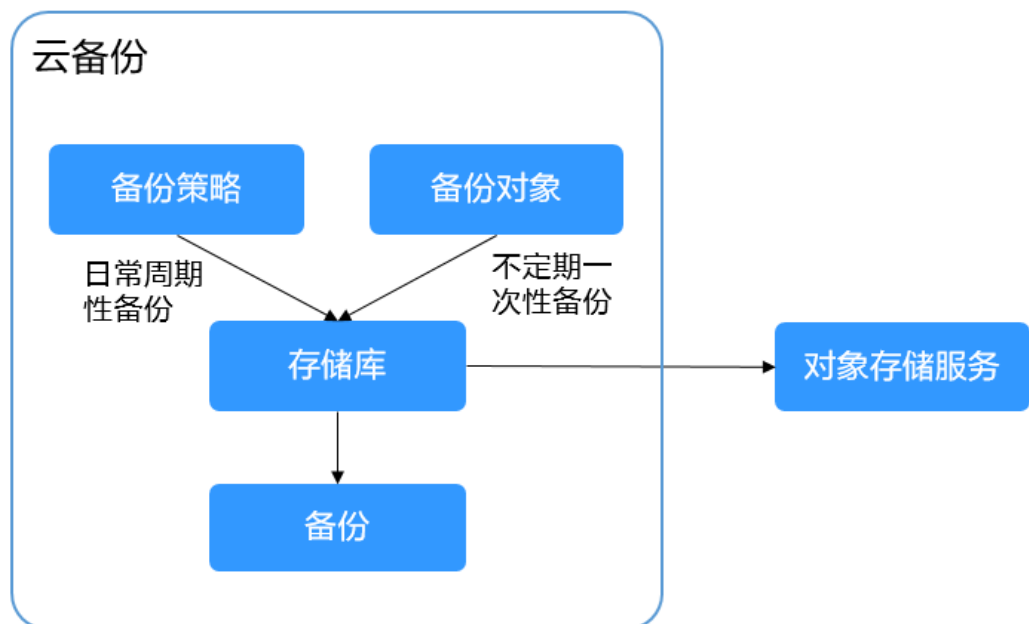 云备份
备份策略
备份对象
日常周期
性备份
不定期一
次性备份
存储库
对象存储服务
备份